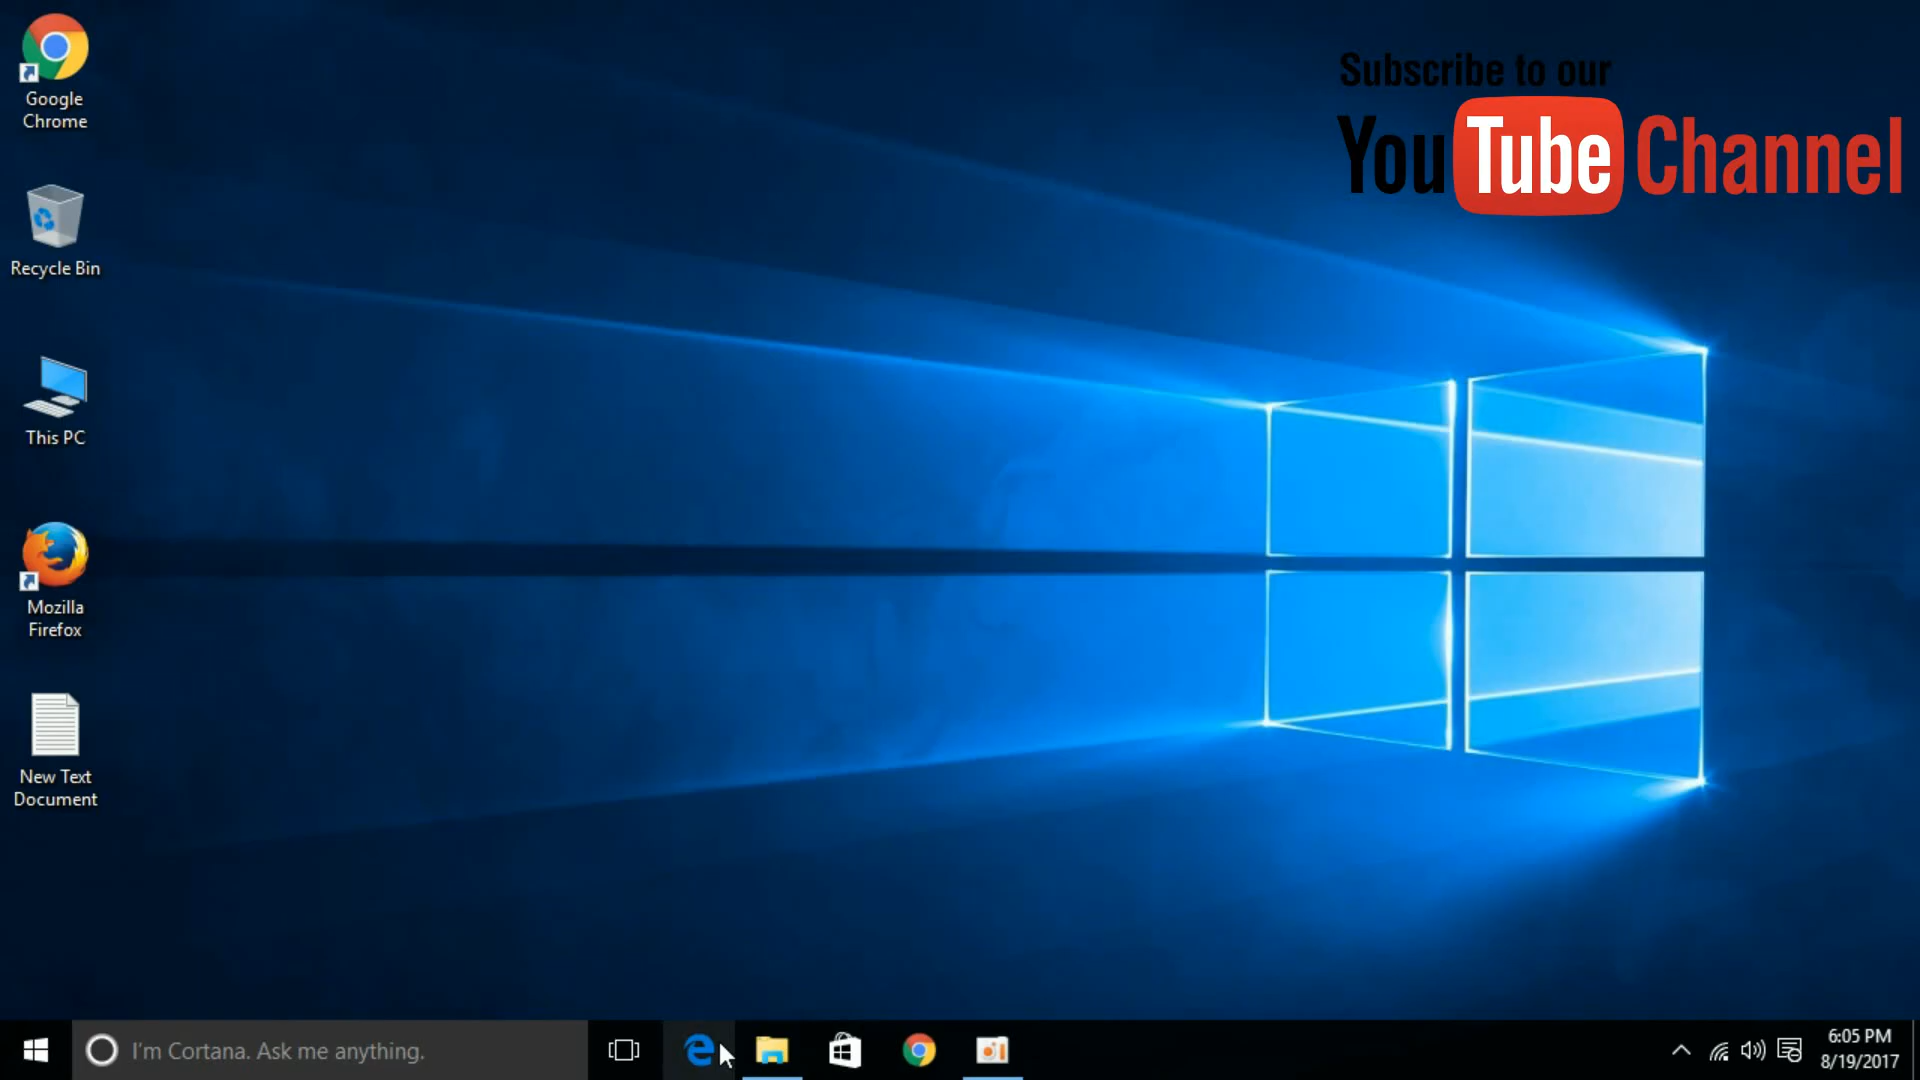 Google
Chrome
Recycle Bin
This PC
Mozilla
Firefox
New Text
Document
Subscribe to our
YouTube Channel
I'm Cortana. Ask me anything.
6:05 PM
8/19/2017